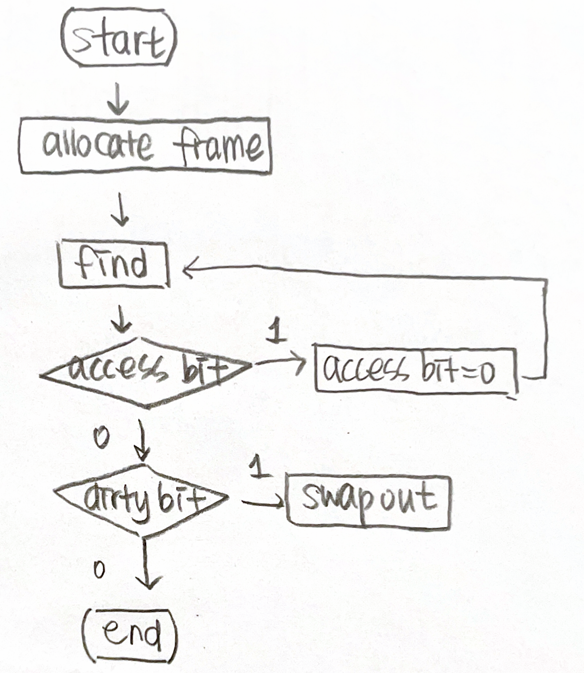 start
allocate frame
find
1
access bit
access bit=0
0
1
dirty bit
swap out
0
end